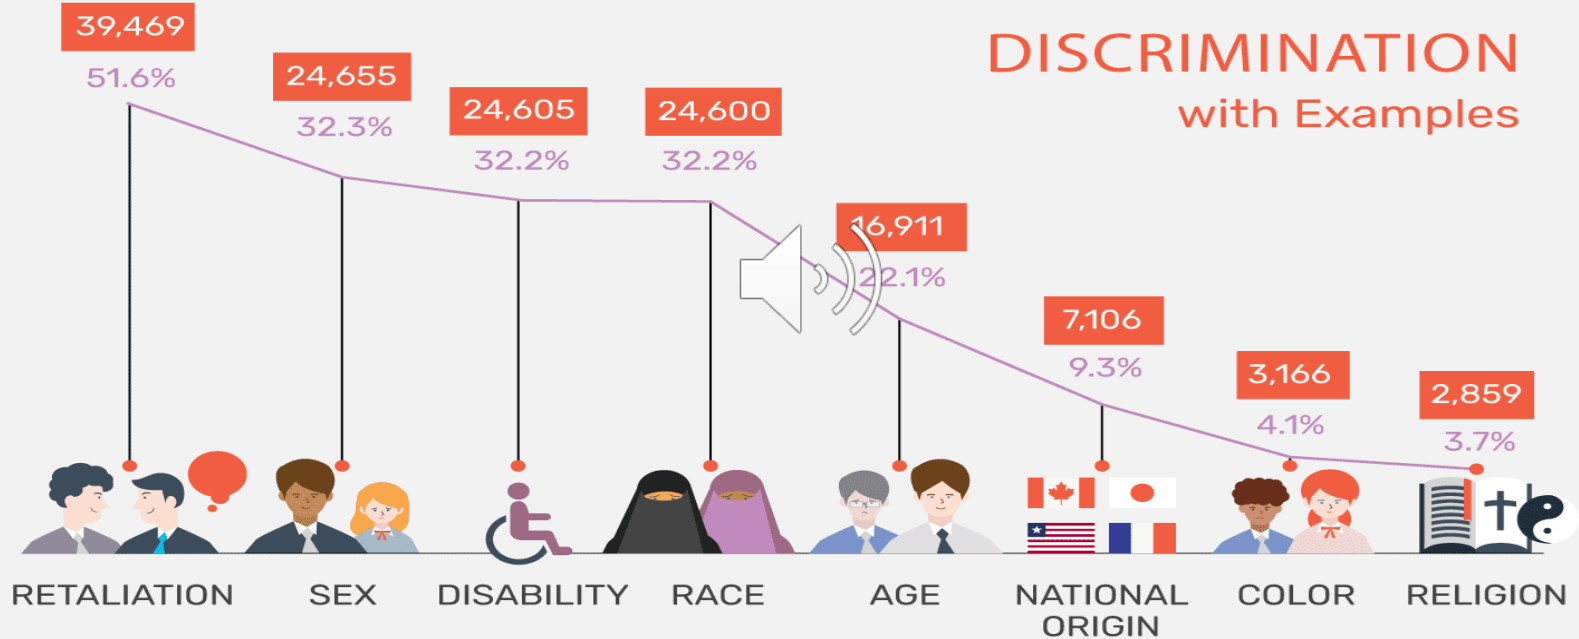 DISCRIMINATION
with Examples
39,469
51.6%
24,655
32.3%
24,605
32.2%
24,600
32.2%
16,911
22.1%
7,106
9.3%
3,166
4.1%
2,859
3.7%
RETALIATION
SEX
DISABILITY
RACE
AGE
NATIONAL
ORIGIN
COLOR
RELIGION